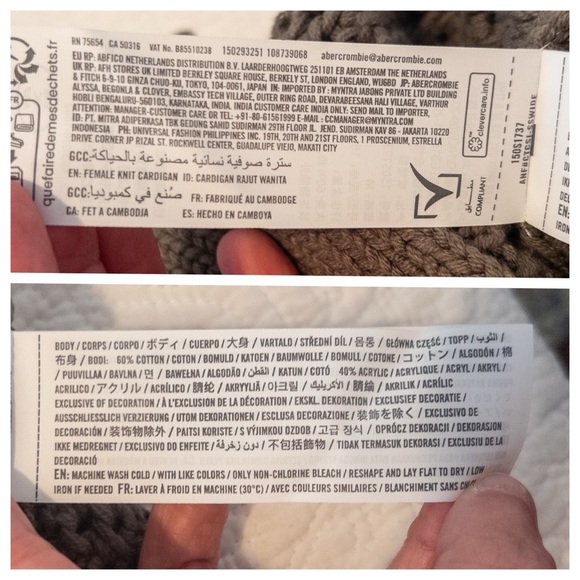 quefairedemesdechets.fr
FR
RN 75654 CA 50316 VAT No. B85510238 150293251 108739068 abercrombie@abercrombie.com
EU RP: ABFICO NETHERLANDS DISTRIBUTION B.V. LAARDERHOOGTWEG 251101 EB AMSTERDAM THE NETHERLANDS
UK RP: AFH STORES UK LIMITED BERKLEY SQUARE HOUSE, BERKELY ST, LONDON ENGLAND, WIJ6BD JP: ABERCROMBIE
& FITCH 6-9-10 GINZA CHUO-KU, TOKYO, 104-0061, JAPAN IN: IMPORTED BY: MYNTRA JABONG PRIVATE LTD BUILDING
ALYSSA, BEGONLA & CLOVER, EMBASSY TECH VILLAGE, OUTER RING ROAD, DEVARABEESANA HALI VILLAGE, VARTHUR
HOBLI BENGALURU-560103, KARNATAKA, INDIA, INDIA CUSTOMER CARE INDIA ONLY: SEND MAIL TO IMPORTER,
ATTENTION: MANAGER-CUSTOMER CARE OR TEL: +91-80-61561999 E-MAIL: CCMANAGER@MYNTRA.COM
ID: PT. MITRA ADIPERKASA TBK GEDUNG SAHID SUDIRMAN 29TH FLOOR JL. JEND. SUDIRMAN KAV 86 - JAKARTA 10220
INDONESIA PH: UNIVERSAL FASHION PHILIPPINES INC. 19TH, 20TH AND 21ST FLOORS, 1 PROSCENIUM, ESTRELLA
DRIVE CORNER JP RIZAL ST. ROCKWELL CENTER, GUADALUPE VIEJO, MAKATI CITY
GCC: سترة صوفية نسائية مصنوعة بالحياكة
EN: FEMALE KNIT CARDIGAN ID: CARDIGAN RAJUT WANITA
GCC: صُنع في كمبوديا FR: FABRIQUÉ AU CAMBODGE
CA: FET A CAMBODJA ES: HECHO EN CAMBOYA
clevercare.info
COMPLIANT
مطابق
150S1737
EN:
IRON
BODY / CORPS / CORPO / ボディ / CUERPO / 大身 / VARTALO / STŘEDNÍ DÍL / 몸통 / GŁÓWNA CZĘŚĆ / TOPP / الثوب /
布身 / BODI: 60% COTTON / COTON / BOMULD / KATOEN / BAUMWOLLE / BOMULL / COTONE / コットン / ALGODÓN / 棉
/ PUUVILLAA / BAVLNA / 면 / BAWEŁNA / ALGODÃO / القطن / KATUN / COTÓ 40% ACRYLIC / ACRYLIQUE / ACRYL / AKRYL /
ACRILICO / アクリル / ACRÍLICO / 腈纶 / AKRYYLIÄ / 아크릴 / الأكريليك / 腈綸 / AKRILIK / ACRÍLIC
EXCLUSIVE OF DECORATION / À L'EXCLUSION DE LA DÉCORATION / EKSKL. DEKORATION / EXCLUSIEF DECORATIE /
AUSSCHLIESSLICH VERZIERUNG / UTOM DEKORATIONEN / ESCLUSA DECORAZIONE / 装飾を除く / EXCLUSIVO DE
DECORACIÓN / 装饰物除外 / PAITSI KORISTE / S VÝJIMKOU OZDOB / 고급 장식 / OPRÓCZ DEKORACJI / DEKORASJON
IKKE MEDREGNET / EXCLUSIVO DO ENFEITE / دون زخرفة / 不包括飾物 / TIDAK TERMASUK DEKORASI / EXCLUSIU DE LA
DECORACIÓ
EN: MACHINE WASH COLD / WITH LIKE COLORS / ONLY NON-CHLORINE BLEACH / RESHAPE AND LAY FLAT TO DRY / LOW
IRON IF NEEDED FR: LAVER À FROID EN MACHINE (30°C) / AVEC COULEURS SIMILAIRES / BLANCHIMENT SANS